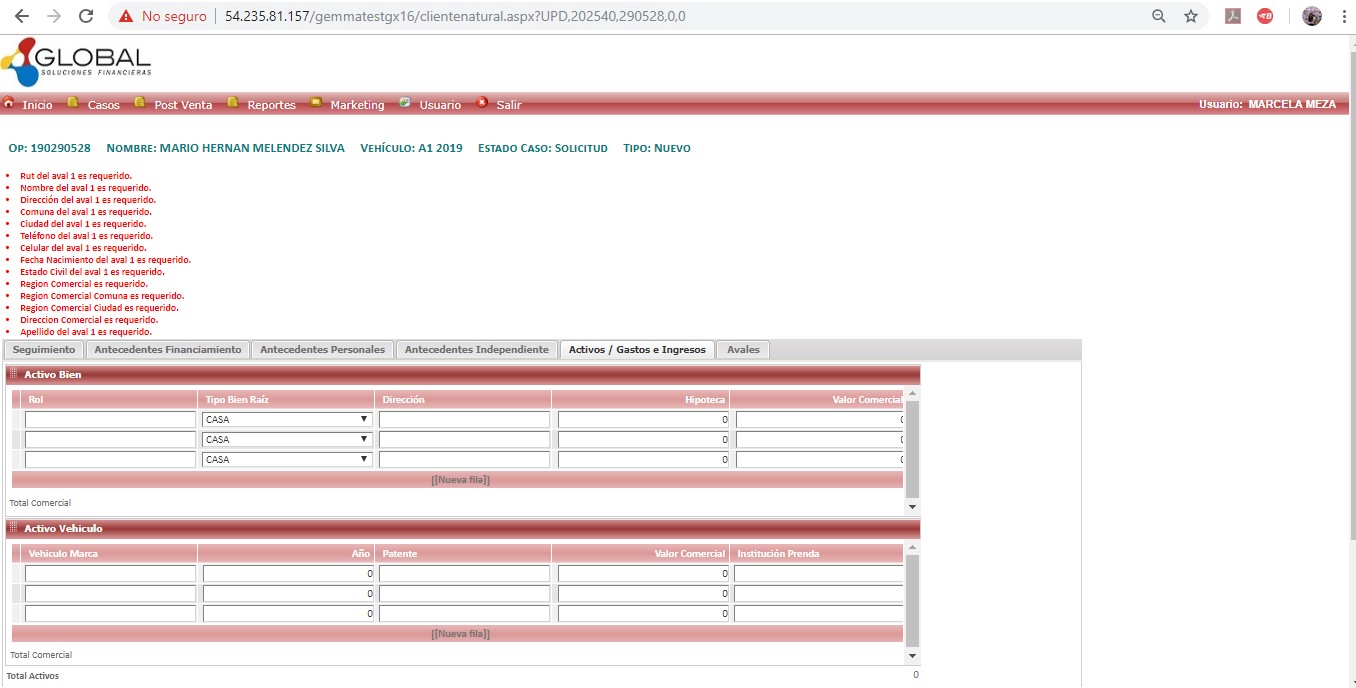 No seguro 54.235.81.157/gemmatestgx16/clientenatural.aspx?UPD,202540,290528,0,0
GLOBAL
SOLUCIONES FINANCIERAS
Inicio Casos Post Venta Reportes Marketing Usuario Salir Usuario: MARCELA MEZA
OP: 190290528 NOMBRE: MARIO HERNAN MELENDEZ SILVA VEHÍCULO: A1 2019 ESTADO CASO: SOLICITUD TIPO: NUEVO
Rut del aval 1 es requerido.
Nombre del aval 1 es requerido.
Dirección del aval 1 es requerido.
Comuna del aval 1 es requerido.
Ciudad del aval 1 es requerido.
Teléfono del aval 1 es requerido.
Celular del aval 1 es requerido.
Fecha Nacimiento del aval 1 es requerido.
Estado Civil del aval 1 es requerido.
Region Comercial es requerido.
Region Comercial Comuna es requerido.
Region Comercial Ciudad es requerido.
Direccion Comercial es requerido.
Apellido del aval 1 es requerido.
Seguimiento Antecedentes Financiamiento Antecedentes Personales Antecedentes Independiente Activos / Gastos e Ingresos Avales
Activo Bien
Rol Tipo Bien Raíz Dirección Hipoteca Valor Comercial
CASA 0 0
CASA 0 0
CASA 0 0
[[Nueva fila]]
Total Comercial
Activo Vehiculo
Vehiculo Marca Año Patente Valor Comercial Institución Prenda
0 0
0 0
0 0
[[Nueva fila]]
Total Comercial
Total Activos 0